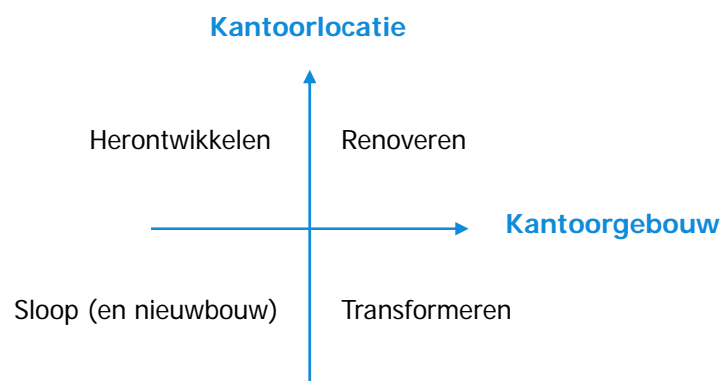 Kantoorlocatie
Herontwikkelen
Renoveren
Kantoorgebouw
Sloop (en nieuwbouw)
Transformeren